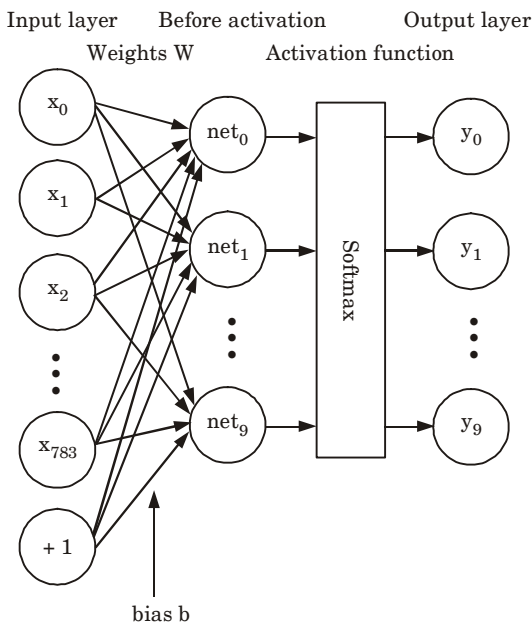 Input layer Before activation Output layer
Weights W Activation function
x₀ net₀ y₀
x₁ net₁ y₁
x₂
Softmax
x₇₈₃ net₉ y₉
+ 1
bias b